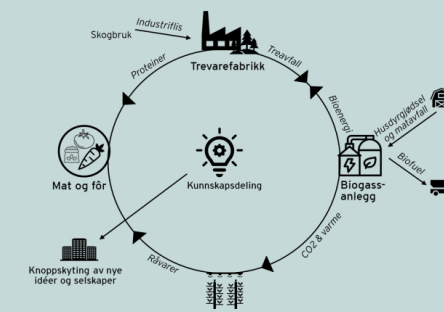 Industriflis
Skogbruk
Trevarefabrikk
Proteiner
Treavfall
Bioenergi
Husdyrgjødsel
og matavfall
Mat og fôr
Kunnskapsdeling
Biogass-
anlegg
Biofuel
CO2 & varme
Råvarer
Knoppskyting av nye
idéer og selskaper